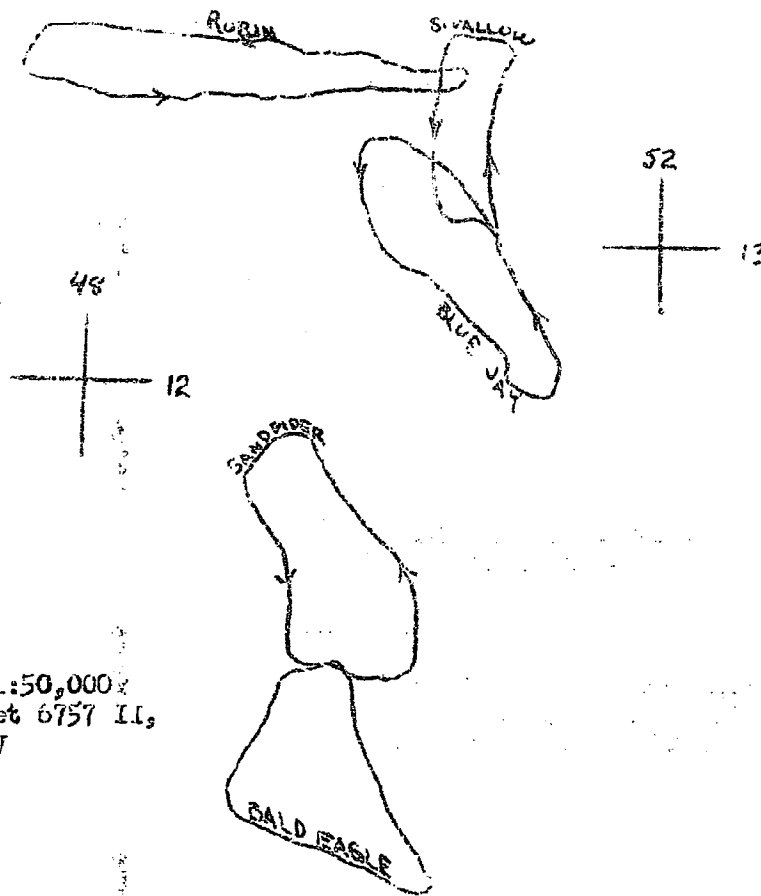 ROBIN
SWALLOW
52
13
48
12
BLUE JAY
SANDPIPER
:50,000
et 6757 II,
BALD EAGLE